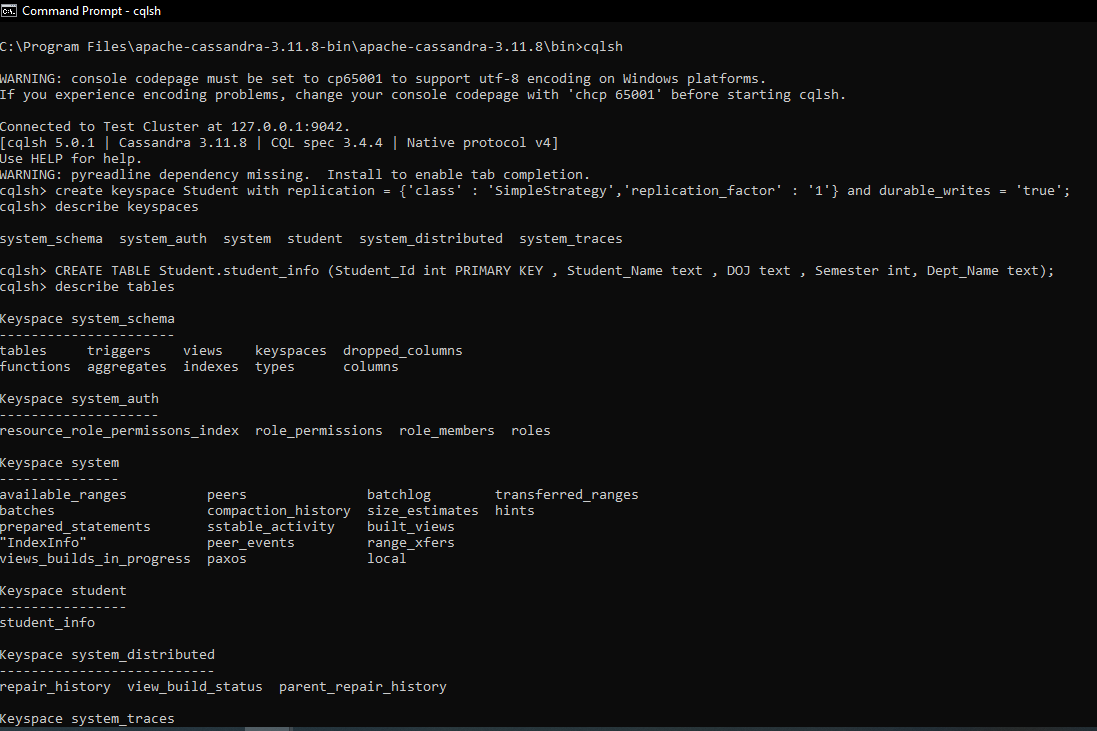 Command Prompt - cqlsh
C:\Program Files\apache-cassandra-3.11.8-bin\apache-cassandra-3.11.8\bin>cqlsh
WARNING: console codepage must be set to cp65001 to support utf-8 encoding on Windows platforms.
If you experience encoding problems, change your console codepage with 'chcp 65001' before starting cqlsh.
Connected to Test Cluster at 127.0.0.1:9042.
[cqlsh 5.0.1 | Cassandra 3.11.8 | CQL spec 3.4.4 | Native protocol v4]
Use HELP for help.
WARNING: pyreadline dependency missing.  Install to enable tab completion.
cqlsh> create keyspace Student with replication = {'class' : 'SimpleStrategy','replication_factor' : '1'} and durable_writes = 'true';
cqlsh> describe keyspaces
system_schema  system_auth  system  student  system_distributed  system_traces
cqlsh> CREATE TABLE Student.student_info (Student_Id int PRIMARY KEY , Student_Name text , DOJ text , Semester int, Dept_Name text);
cqlsh> describe tables
Keyspace system_schema
----------------------
tables     triggers    views    keyspaces  dropped_columns
functions  aggregates  indexes  types      columns
Keyspace system_auth
--------------------
resource_role_permissons_index  role_permissions  role_members  roles
Keyspace system
---------------
available_ranges          peers               batchlog        transferred_ranges
batches                   compaction_history  size_estimates  hints
prepared_statements       sstable_activity    built_views
"IndexInfo"               peer_events         range_xfers
views_builds_in_progress  paxos               local
Keyspace student
----------------
student_info
Keyspace system_distributed
---------------------------
repair_history  view_build_status  parent_repair_history
Keyspace system_traces